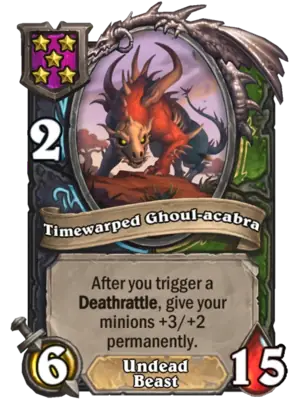 2
Timewarped Ghoul-acabra
After you trigger a
Deathrattle, give your
minions +3/+2
permanently.
6
Undead
Beast
15